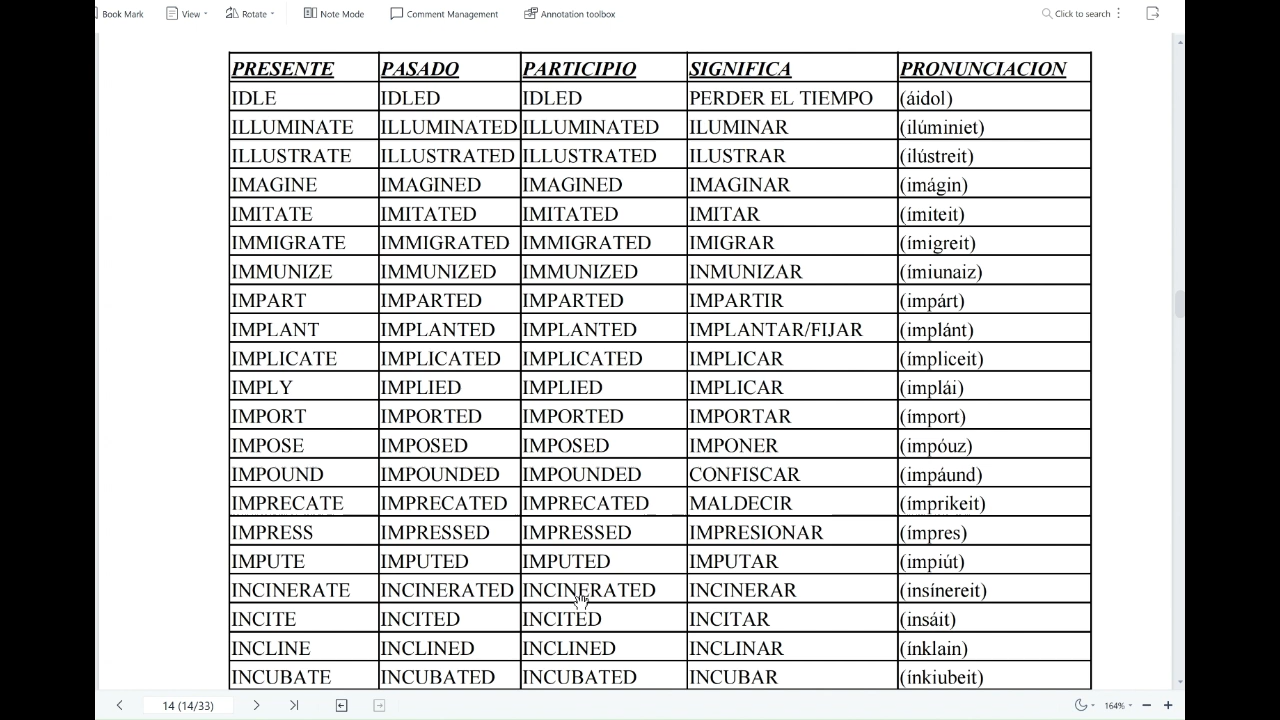 Book Mark View Rotate Note Mode Comment Management Annotation toolbox Click to search
PRESENTE PASADO PARTICIPIO SIGNIFICA PRONUNCIACION
IDLE IDLED IDLED PERDER EL TIEMPO (áidol)
ILLUMINATE ILLUMINATED ILLUMINATED ILUMINAR (ilúminiet)
ILLUSTRATE ILLUSTRATED ILLUSTRATED ILUSTRAR (ilústreit)
IMAGINE IMAGINED IMAGINED IMAGINAR (imágin)
IMITATE IMITATED IMITATED IMITAR (ímiteit)
IMMIGRATE IMMIGRATED IMMIGRATED IMIGRAR (ímigreit)
IMMUNIZE IMMUNIZED IMMUNIZED INMUNIZAR (ímiunaiz)
IMPART IMPARTED IMPARTED IMPARTIR (impárt)
IMPLANT IMPLANTED IMPLANTED IMPLANTAR/FIJAR (implánt)
IMPLICATE IMPLICATED IMPLICATED IMPLICAR (ímpliceit)
IMPLY IMPLIED IMPLIED IMPLICAR (implái)
IMPORT IMPORTED IMPORTED IMPORTAR (ímport)
IMPOSE IMPOSED IMPOSED IMPONER (impóuz)
IMPOUND IMPOUNDED IMPOUNDED CONFISCAR (impáund)
IMPRECATE IMPRECATED IMPRECATED MALDECIR (ímprikeit)
IMPRESS IMPRESSED IMPRESSED IMPRESIONAR (ímpres)
IMPUTE IMPUTED IMPUTED IMPUTAR (impiút)
INCINERATE INCINERATED INCINERATED INCINERAR (insínereit)
INCITE INCITED INCITED INCITAR (insáit)
INCLINE INCLINED INCLINED INCLINAR (ínklain)
INCUBATE INCUBATED INCUBATED INCUBAR (ínkiubeit)
14 (14/33) 164%